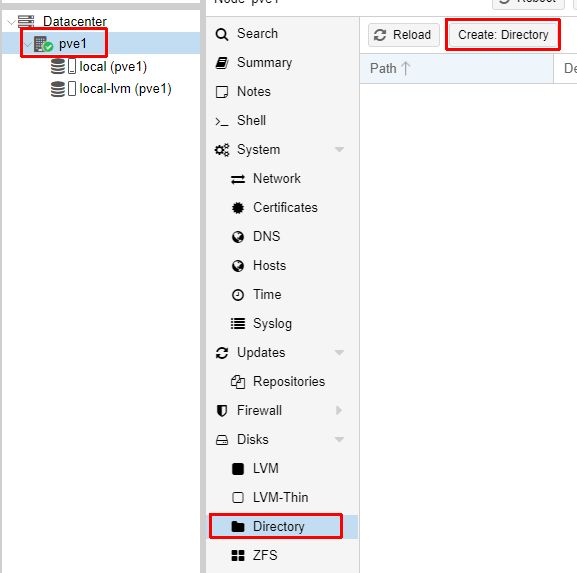 Node 'pve1'
Reboot
Datacenter
pve1
local (pve1)
local-lvm (pve1)
Search
Summary
Notes
Shell
System
Network
Certificates
DNS
Hosts
Time
Syslog
Updates
Repositories
Firewall
Disks
LVM
LVM-Thin
Directory
ZFS
Reload
Create: Directory
Path
De